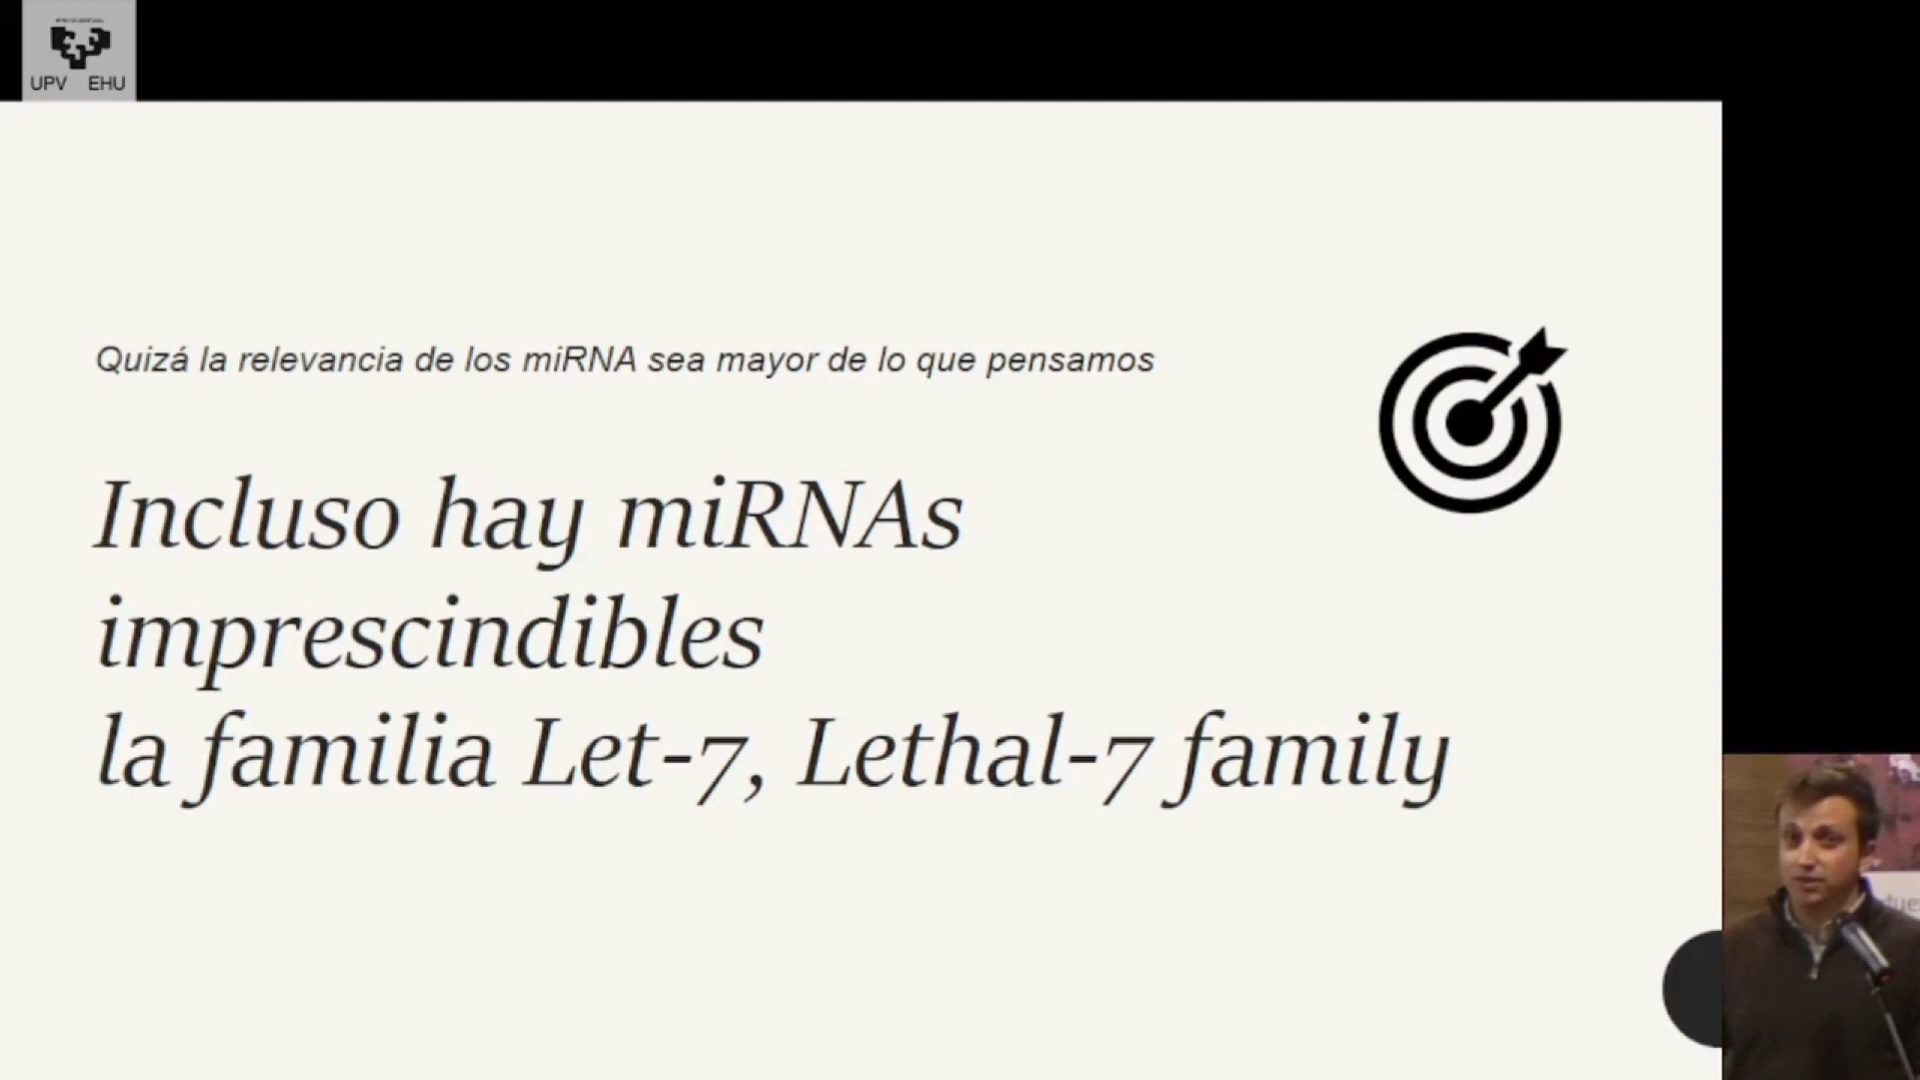 UPV EHU
Quizá la relevancia de los miRNA sea mayor de lo que pensamos
Incluso hay miRNAs
imprescindibles
la familia Let-7, Lethal-7 family